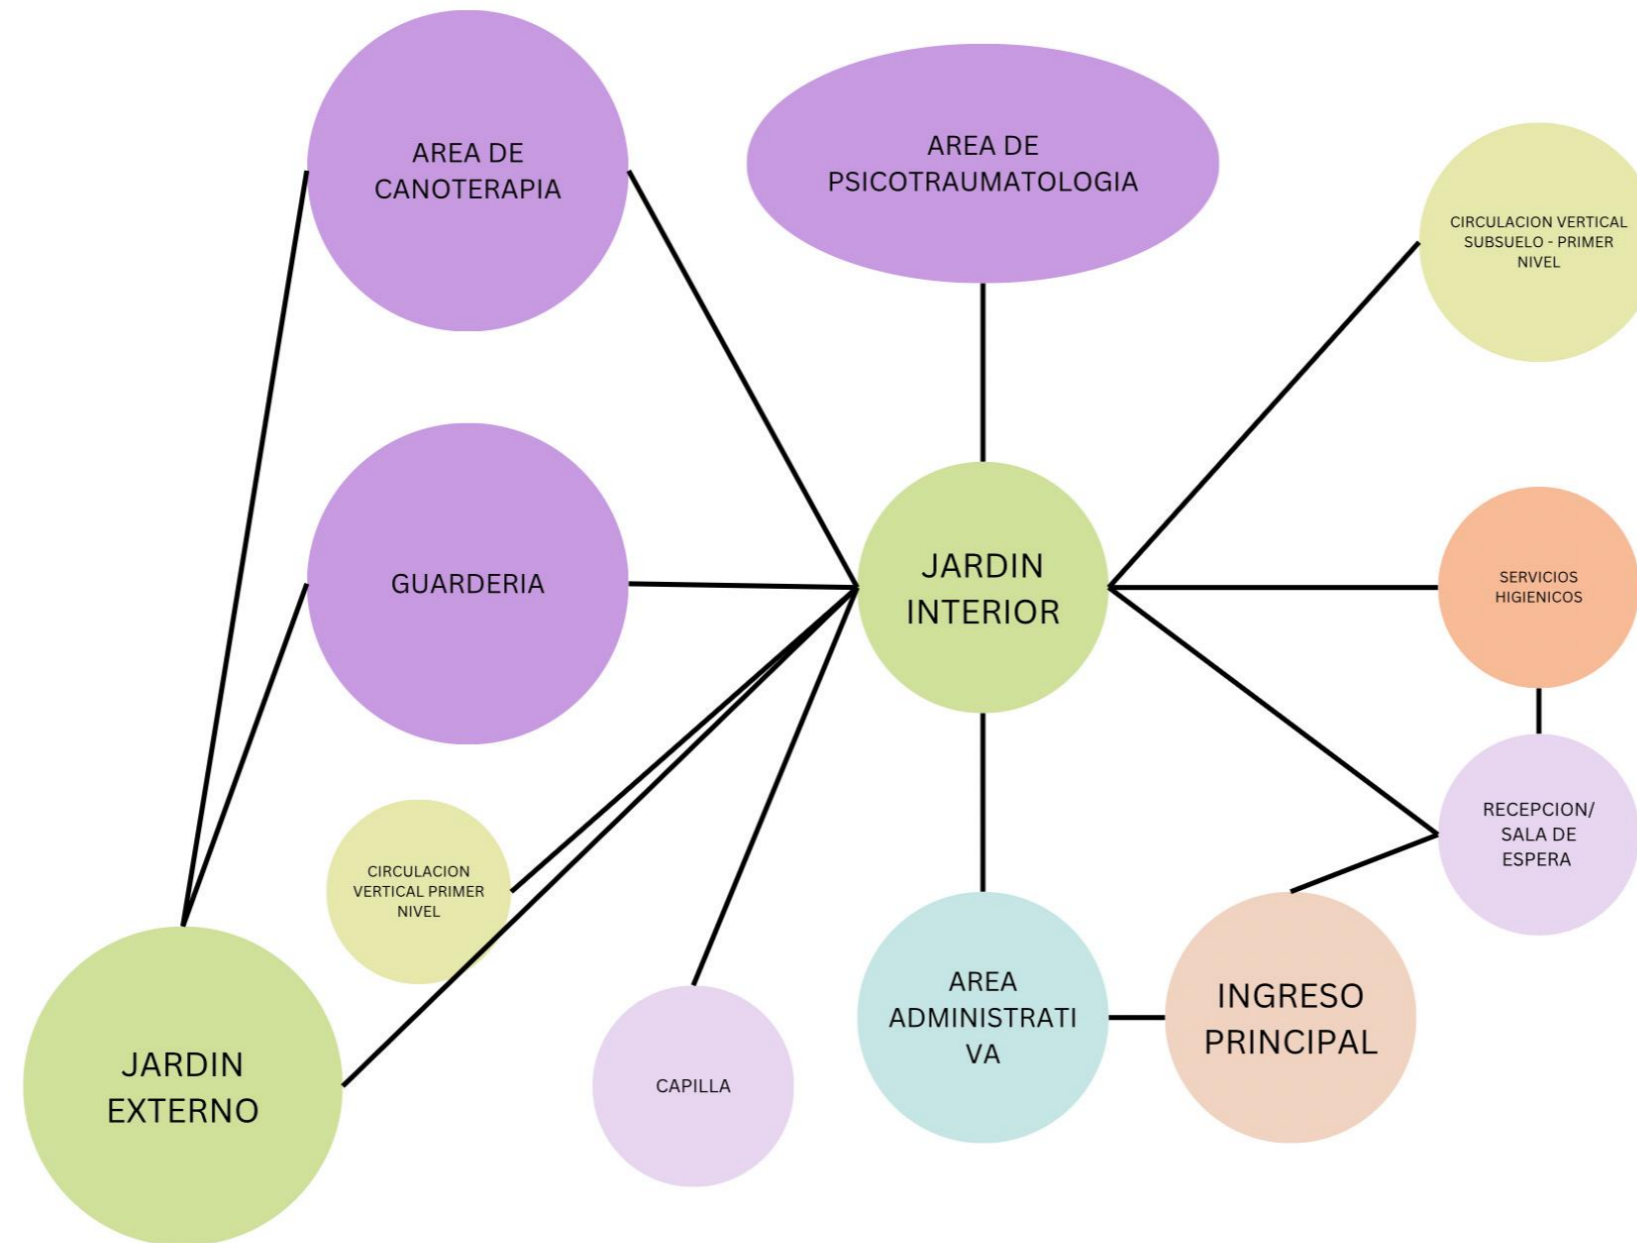 AREA DE
CANOTERAPIA
AREA DE
PSICOTRAUMATOLOGIA
CIRCULACION VERTICAL
SUBSUELO - PRIMER
NIVEL
GUARDERIA
JARDIN
INTERIOR
SERVICIOS
HIGIENICOS
RECEPCION/
SALA DE
ESPERA
CIRCULACION
VERTICAL PRIMER
NIVEL
JARDIN
EXTERNO
CAPILLA
AREA
ADMINISTRATI
VA
INGRESO
PRINCIPAL